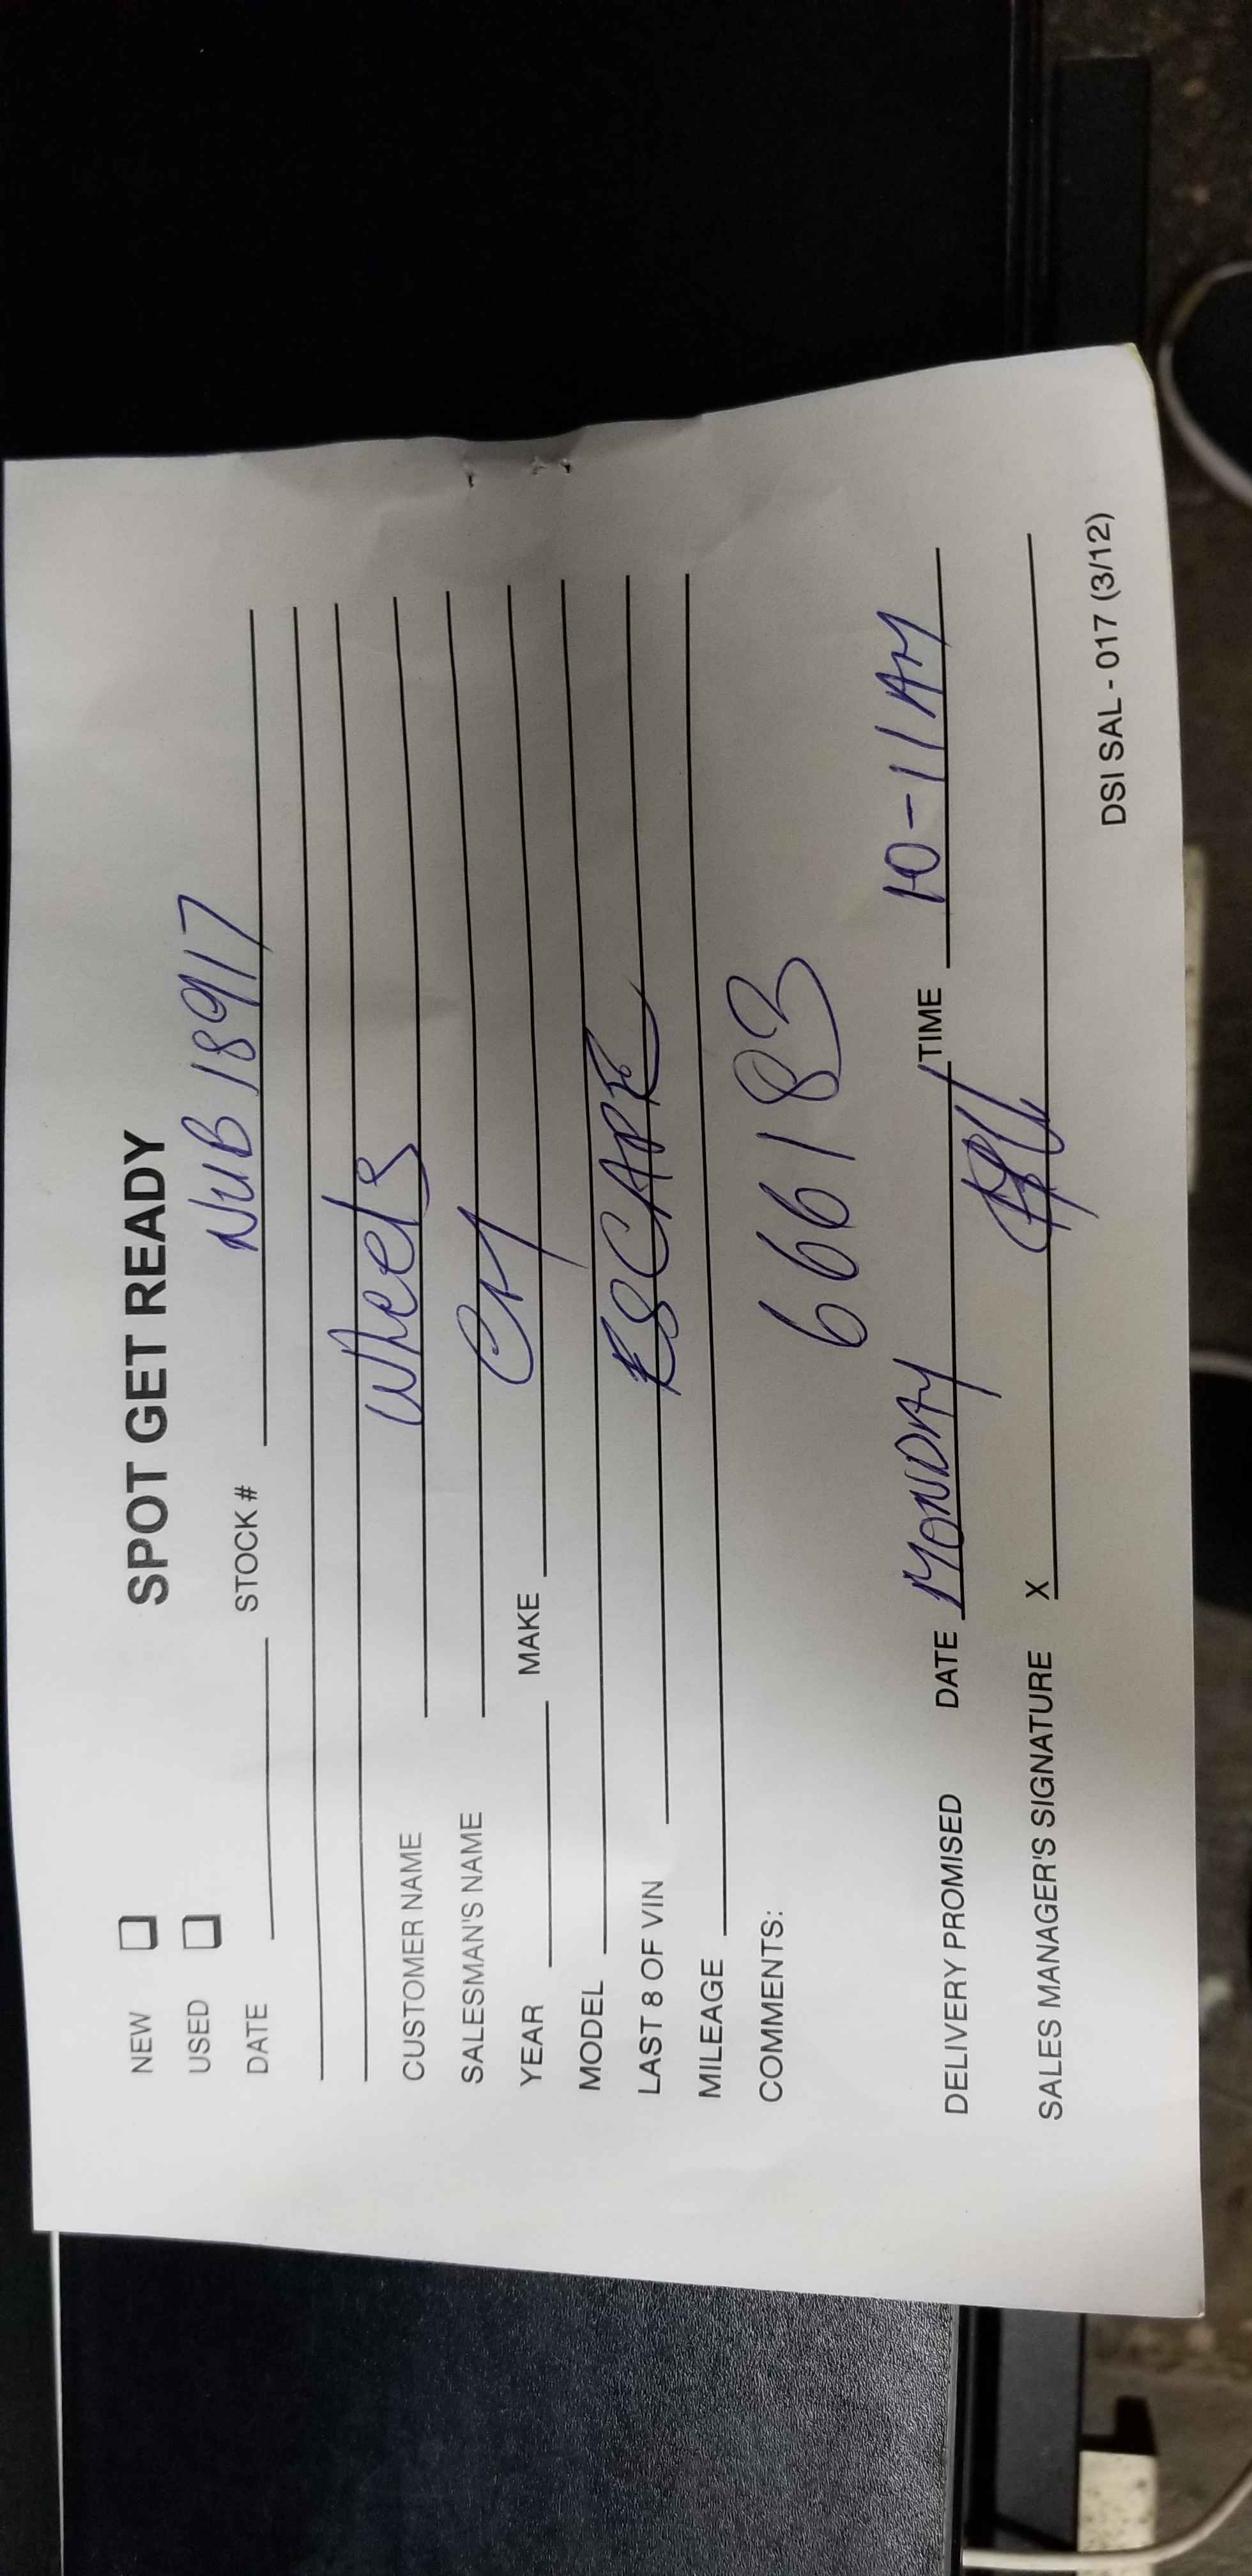 SPOT GET READY
NEW
USED
DATE STOCK # NUB 18917
CUSTOMER NAME Wheels
SALESMAN'S NAME CM
YEAR MAKE
MODEL ESCAPE
LAST 8 OF VIN
MILEAGE
COMMENTS: 666183
DELIVERY PROMISED DATE MONDAY TIME 10-11AM
SALES MANAGER'S SIGNATURE X
DSI SAL - 017 (3/12)